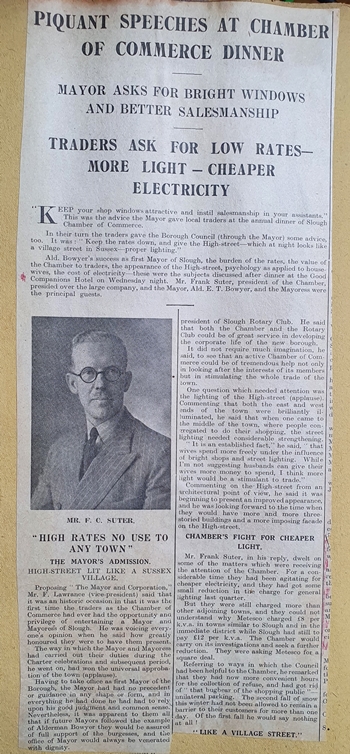 PIQUANT SPEECHES AT CHAMBER
OF COMMERCE DINNER
MAYOR ASKS FOR BRIGHT WINDOWS
AND BETTER SALESMANSHIP
TRADERS ASK FOR LOW RATES—
MORE LIGHT — CHEAPER
ELECTRICITY
"KEEP your shop windows attractive and instil salesmanship in your assistants."
This was the advice the Mayor gave local traders at the annual dinner of Slough
Chamber of Commerce.
In their turn the traders gave the Borough Council (through the Mayor) some advice,
too. It was: "Keep the rates down, and give the High-street—which at night looks like
a village street in Sussex—proper lighting."
Ald. Bowyer's success as first Mayor of Slough, the burden of the rates, the value of
the Chamber to traders, the appearance of the High-street, psychology as applied to house-
wives, the cost of electricity—these were the subjects discussed after dinner at the Good
Companions Hotel on Wednesday night. Mr. Frank Suter, president of the Chamber,
presided over the large company, and the Mayor, Ald. E. T. Bowyer, and the Mayoress were
the principal guests.
MR. F. C. SUTER.
"HIGH RATES NO USE TO
ANY TOWN"
THE MAYOR'S ADMISSION.
HIGH-STREET LIT LIKE A SUSSEX
VILLAGE.
Proposing "The Mayor and Corporation,"
Mr. F. Lawrance (vice-president) said that
it was an historic occasion in that it was the
first time the traders as the Chamber of
Commerce had ever had the opportunity and
privilege of entertaining a Mayor and
Mayoress of Slough. He was voicing every-
one's opinion when he said how greatly
honoured they were to have them present.
The way in which the Mayor and Mayoress
had carried out their duties during the
Charter celebrations and subsequent period,
he went on, had won the universal approba-
tion of the town (applause).
Having to take office as first Mayor of the
Borough, the Mayor had had no precedent
or guidance in any shape or form, and in
everything he had done he had had to rely
upon his good judgment and common sense.
Nevertheless, it was apparent to them all
that if future Mayors followed the example
of Alderman Bowyer they would be assured
of full support of the burgesses, and the
office of Mayor would always be venerated
with dignity.
president of Slough Rotary Club. He said
that both the Chamber and the Rotary
Club could be of great service in developing
the corporate life of the new borough.
It did not require much imagination, he
said, to see that an active Chamber of Com-
merce could be of tremendous help not only
in looking after the interests of its members
but in stimulating the whole trade of the
town.
One question which needed attention was
the lighting of the High-street (applause).
Commenting that both the east and west
ends of the town were brilliantly il-
luminated, he said that when one came to
the middle of the town, where people con-
gregated to do their shopping, the street
lighting needed considerable strengthening.
"It is an established fact," he said, "that
wives spend more freely under the influence
of bright shops and street lighting. While
I'm not suggesting husbands can give their
wives more money to spend, I think more
light would be a stimulant to trade."
Commenting on the High-street from an
architectural point of view, he said it was
beginning to present an improved appearance,
and he was looking forward to the time when
they would have more and more three-
storied buildings and a more imposing facade
on the High-street.
CHAMBER'S FIGHT FOR CHEAPER
LIGHT.
Mr. Frank Suter, in his reply, dwelt on
some of the matters which were receiving
the attention of the Chamber. For a con-
siderable time they had been agitating for
cheaper electricity, and they had got some
small reduction in the charge for general
lighting last quarter.
But they were still charged more than
other adjoining towns, and they could not
understand why Metesco charged £8 per
k.v.a. in towns similar to Slough and in the
immediate district while Slough had still to
pay £12 per k.v.a. The Chamber would
carry on its investigations and seek a further
reduction. They were asking Metesco for a
square deal.
Referring to ways in which the Council
had been helpful to the Chamber, he remarked
that they had now more convenient hours
for the collection of refuse, and had got rid
of "that bugbear of the shopping public"—
unilateral parking. The second fall of snow
this winter had not been allowed to remain a
barrier to their customers for more than one
day. Of the first fall he would say nothing
at all!
"LIKE A VILLAGE STREET."